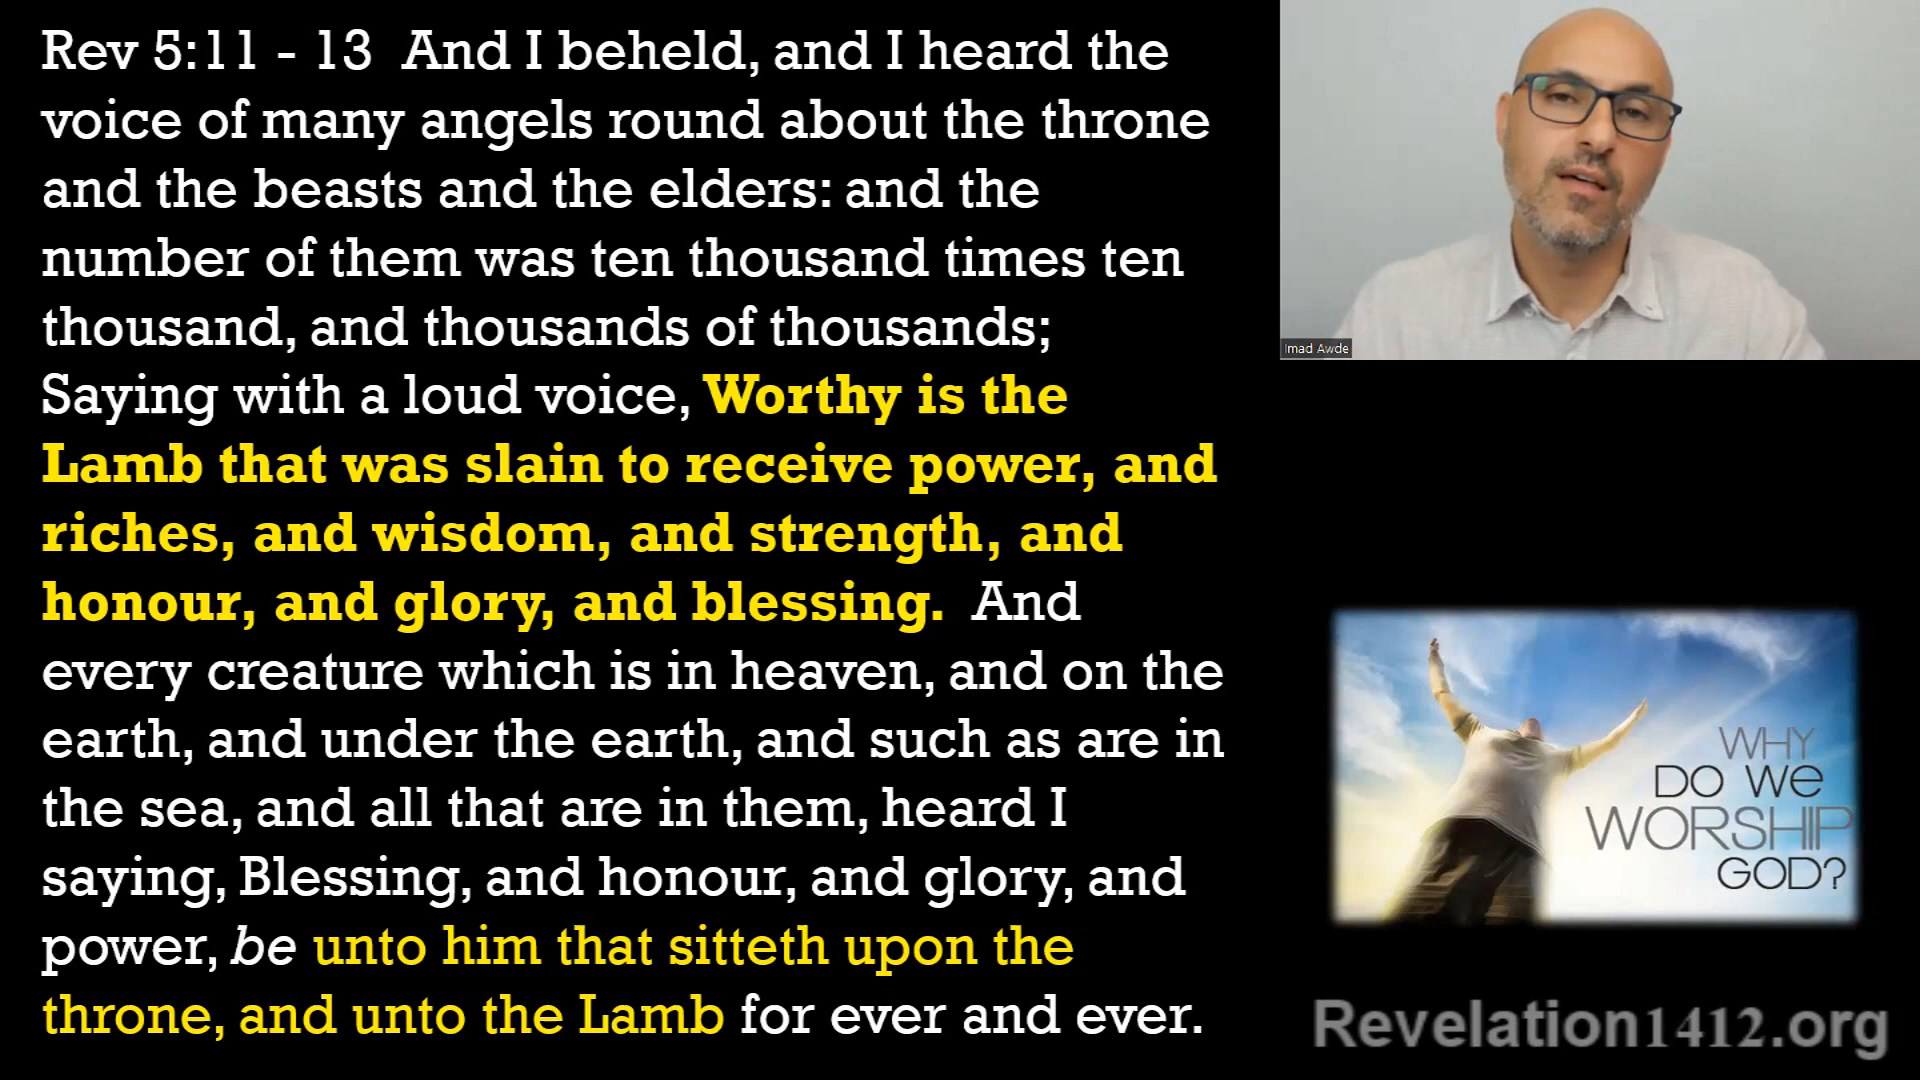 Rev 5:11 - 13 And I beheld, and I heard the
voice of many angels round about the throne
and the beasts and the elders: and the
number of them was ten thousand times ten
thousand, and thousands of thousands;
Saying with a loud voice, Worthy is the
Lamb that was slain to receive power, and
riches, and wisdom, and strength, and
honour, and glory, and blessing. And
every creature which is in heaven, and on the
earth, and under the earth, and such as are in
the sea, and all that are in them, heard I
saying, Blessing, and honour, and glory, and
power, be unto him that sitteth upon the
throne, and unto the Lamb for ever and ever.
Imad Awde
WHY
DO WE
WORSHIP
GOD?
Revelation1412.org